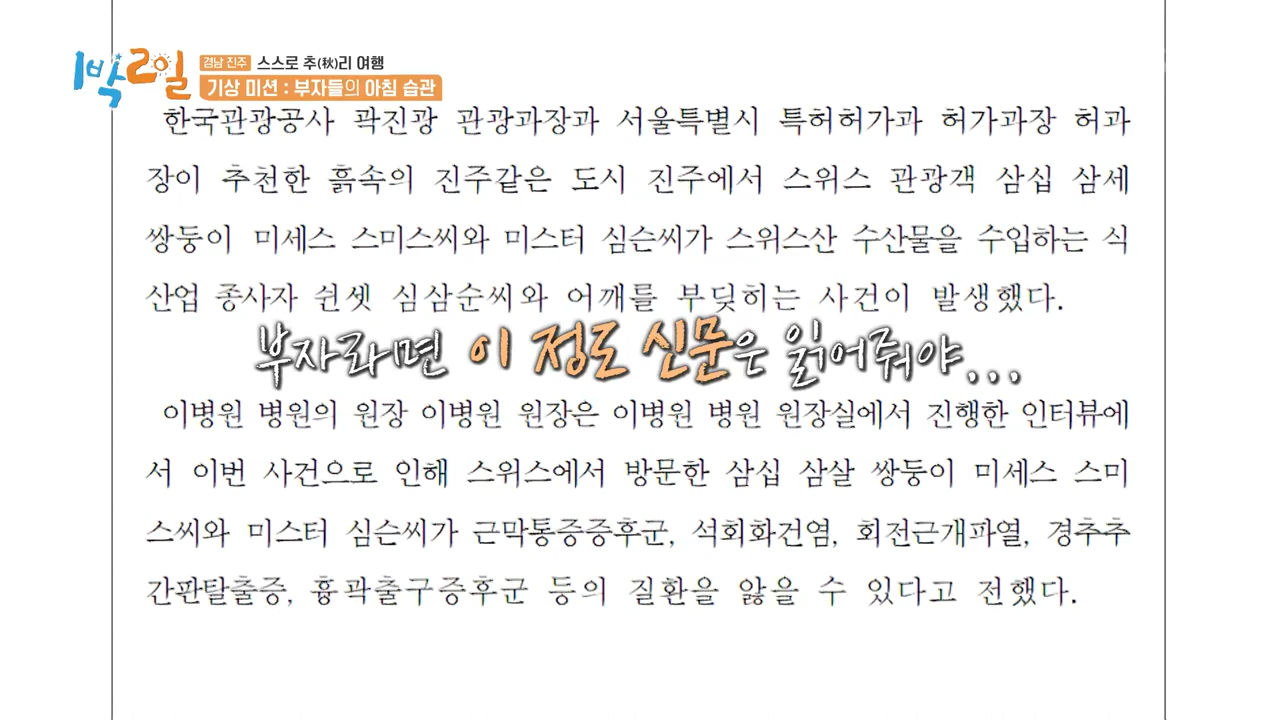 1박2일
경남 진주 스스로 추(秋)리 여행
기상 미션 : 부자들의 아침 습관
한국관광공사 곽진광 관광과장과 서울특별시 특허허가과 허가과장 허과
장이 추천한 흙속의 진주같은 도시 진주에서 스위스 관광객 삼십 삼세
쌍둥이 미세스 스미스씨와 미스터 심슨씨가 스위스산 수산물을 수입하는 식
산업 종사자 쉰셋 심삼순씨와 어깨를 부딪히는 사건이 발생했다.
부자라면 이 정도 신문은 읽어줘야...
이병원 병원의 원장 이병원 원장은 이병원 병원 원장실에서 진행한 인터뷰에
서 이번 사건으로 인해 스위스에서 방문한 삼십 삼살 쌍둥이 미세스 스미
스씨와 미스터 심슨씨가 근막통증증후군, 석회화건염, 회전근개파열, 경추추
간판탈출증, 흉곽출구증후군 등의 질환을 앓을 수 있다고 전했다.